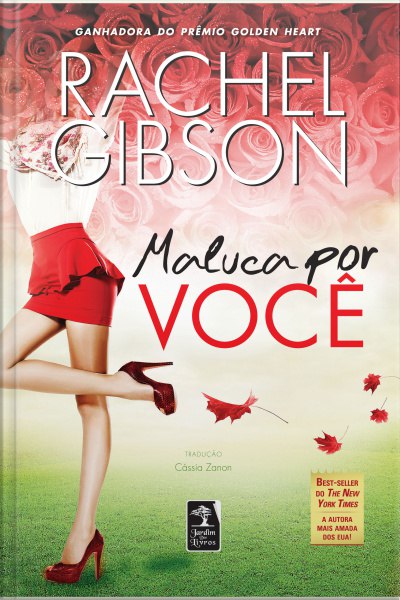 GANHADORA DO PRÊMIO GOLDEN HEART
RACHEL
GIBSON
Maluca por
VOCÊ
TRADUÇÃO
Cássia Zanon
BEST-SELLER
DO THE NEW
YORK TIMES
A AUTORA
MAIS AMADA
DOS EUA!
Jardim
dos
Livros